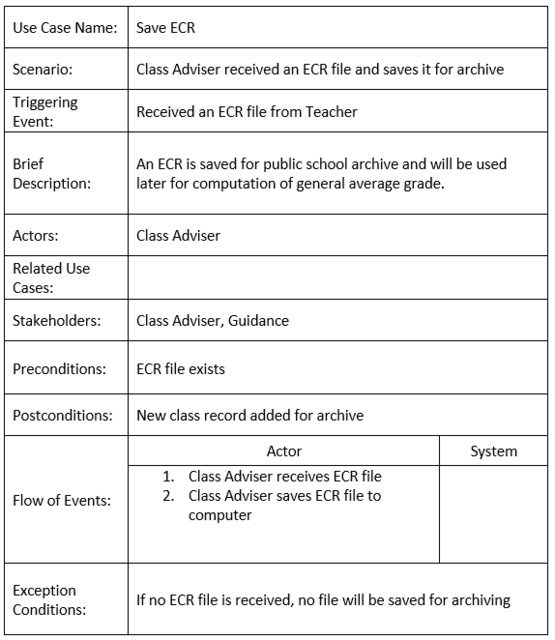 Use Case Name: Save ECR
Scenario: Class Adviser received an ECR file and saves it for archive
Triggering
Event:
Received an ECR file from Teacher
Brief
Description:
An ECR is saved for public school archive and will be used
later for computation of general average grade.
Actors: Class Adviser
Related Use
Cases:
Stakeholders: Class Adviser, Guidance
Preconditions: ECR file exists
Postconditions: New class record added for archive
Flow of Events:
Actor System
1. Class Adviser receives ECR file
2. Class Adviser saves ECR file to
computer
Exception
Conditions:
If no ECR file is received, no file will be saved for archiving